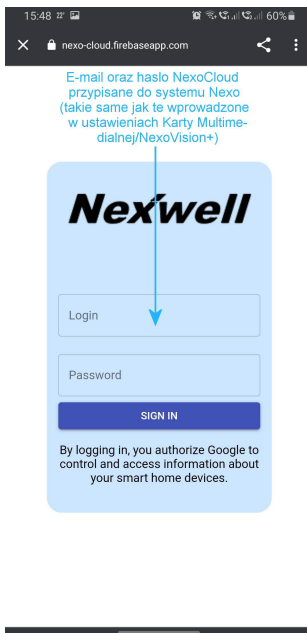 15:48 22° 60%
nexo-cloud.firebaseapp.com
E-mail oraz hasło NexoCloud
przypisane do systemu Nexo
(takie same jak te wprowadzone
w ustawieniach Karty Multime-
dialnej/NexoVision+)
Nexwell
Login
Password
SIGN IN
By logging in, you authorize Google to
control and access information about
your smart home devices.